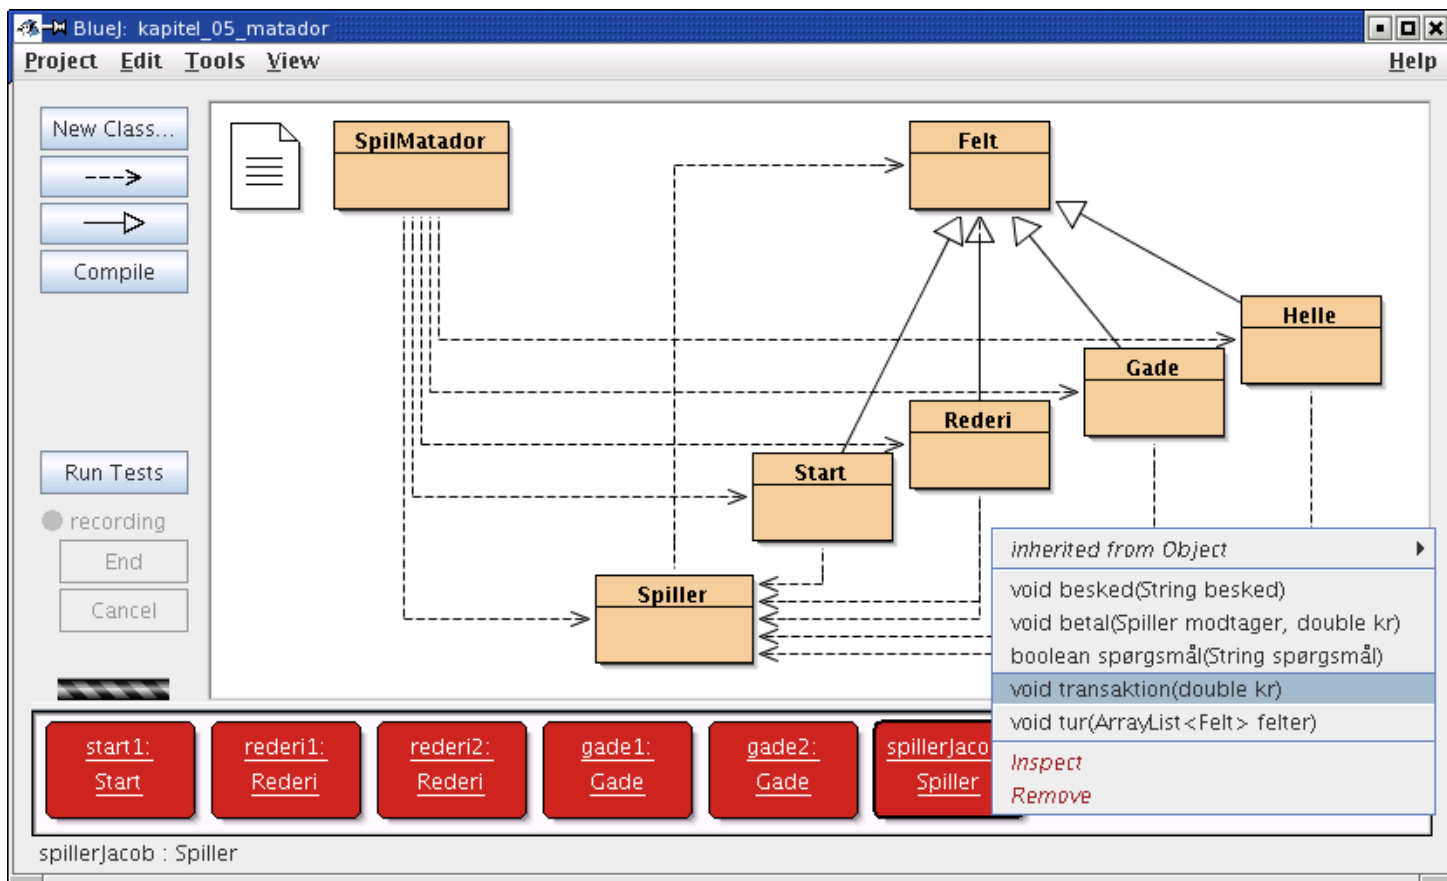 BlueJ: kapitel_05_matador
Project Edit Tools View Help
New Class...
Compile
Run Tests
recording
End
Cancel
SpilMatador
Felt
Helle
Gade
Rederi
Start
Spiller
inherited from Object
void besked(String besked)
void betal(Spiller modtager, double kr)
boolean spørgsmål(String spørgsmål)
void transaktion(double kr)
void tur(ArrayList<Felt> felter)
Inspect
Remove
start1:
Start
rederi1:
Rederi
rederi2:
Rederi
gade1:
Gade
gade2:
Gade
spillerJaco
Spiller
spillerJacob : Spiller